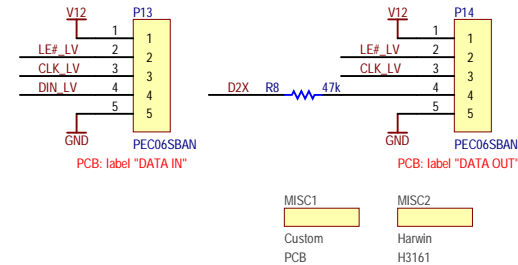 V12 P13
1 1
LE#_LV 2 2
CLK_LV 3 3
DIN_LV 4 4
5 5
GND PEC06SBAN
PCB: label "DATA IN"
D2X R8 47k
V12 P14
1 1
LE#_LV 2 2
CLK_LV 3 3
4 4
5 5
GND PEC06SBAN
PCB: label "DATA OUT"
MISC1
Custom
PCB
MISC2
Harwin
H3161